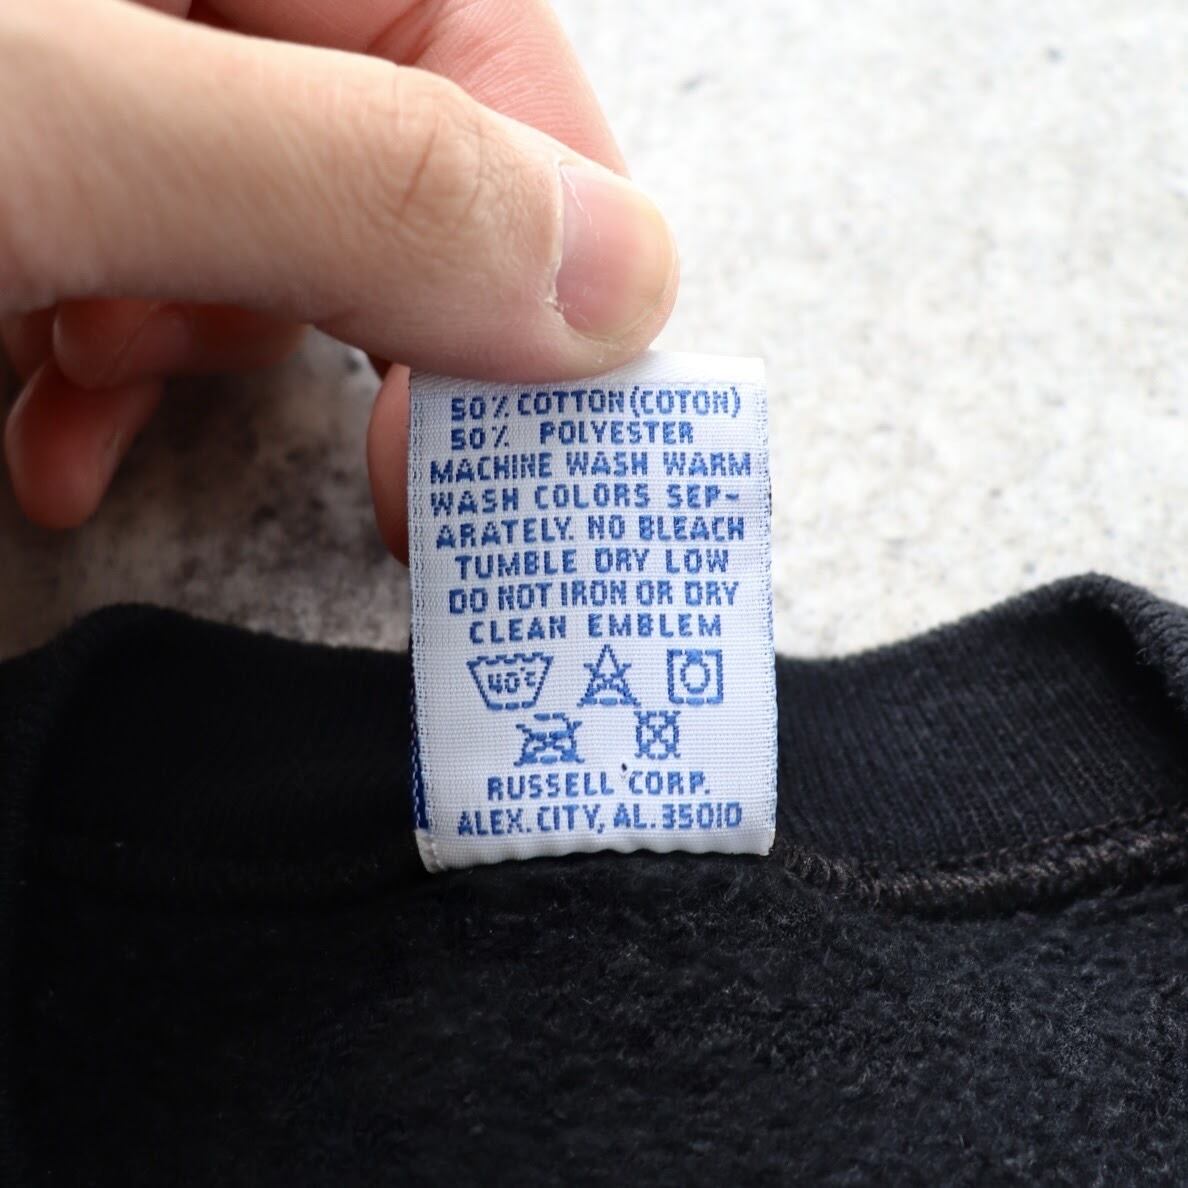 50% COTTON (COTON)
50% POLYESTER
MACHINE WASH WARM
WASH COLORS SEP-
ARATELY. NO BLEACH
TUMBLE DRY LOW
DO NOT IRON OR DRY
CLEAN EMBLEM
40°C
RUSSELL CORP.
ALEX. CITY, AL. 35010